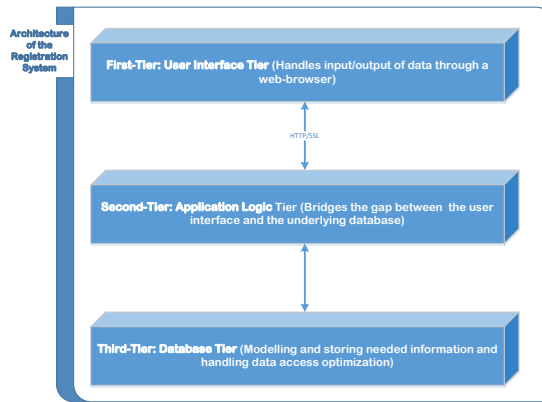 Architecture
of the
Registration
System
First-Tier: User Interface Tier (Handles input/output of data through a
web-browser)
HTTP/SSL
Second-Tier: Application Logic Tier (Bridges the gap between the user
interface and the underlying database)
Third-Tier: Database Tier (Modelling and storing needed information and
handling data access optimization)